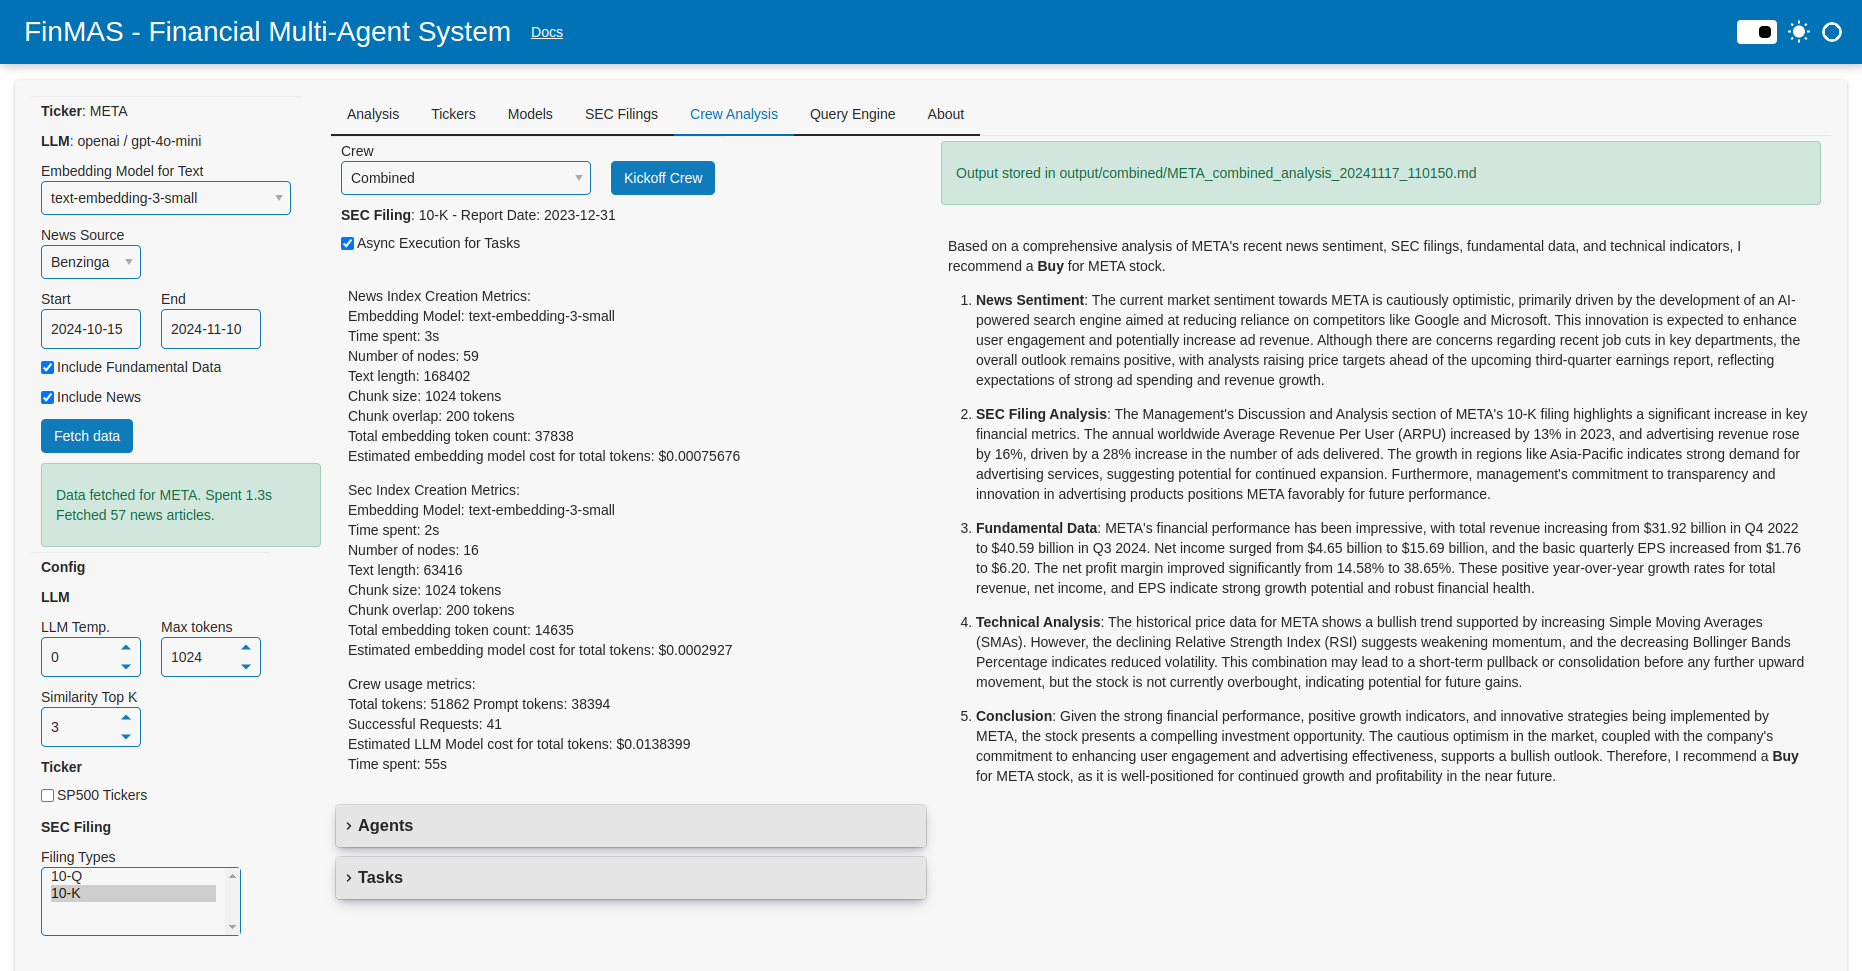 FinMAS - Financial Multi-Agent System Docs
Ticker: META
LLM: openai / gpt-4o-mini
Embedding Model for Text
text-embedding-3-small
News Source
Benzinga
Start End
2024-10-15 2024-11-10
Include Fundamental Data
Include News
Fetch data
Data fetched for META. Spent 1.3s
Fetched 57 news articles.
Config
LLM
LLM Temp. Max tokens
0 1024
Similarity Top K
3
Ticker
SP500 Tickers
SEC Filing
Filing Types
10-Q
10-K
Analysis Tickers Models SEC Filings Crew Analysis Query Engine About
Crew
Combined Kickoff Crew
SEC Filing: 10-K - Report Date: 2023-12-31
Async Execution for Tasks
News Index Creation Metrics:
Embedding Model: text-embedding-3-small
Time spent: 3s
Number of nodes: 59
Text length: 168402
Chunk size: 1024 tokens
Chunk overlap: 200 tokens
Total embedding token count: 37838
Estimated embedding model cost for total tokens: $0.00075676
Sec Index Creation Metrics:
Embedding Model: text-embedding-3-small
Time spent: 2s
Number of nodes: 16
Text length: 63416
Chunk size: 1024 tokens
Chunk overlap: 200 tokens
Total embedding token count: 14635
Estimated embedding model cost for total tokens: $0.0002927
Crew usage metrics:
Total tokens: 51862 Prompt tokens: 38394
Successful Requests: 41
Estimated LLM Model cost for total tokens: $0.0138399
Time spent: 55s
Agents
Tasks
Output stored in output/combined/META_combined_analysis_20241117_110150.md
Based on a comprehensive analysis of META's recent news sentiment, SEC filings, fundamental data, and technical indicators, I
recommend a Buy for META stock.
1. News Sentiment: The current market sentiment towards META is cautiously optimistic, primarily driven by the development of an AI-
powered search engine aimed at reducing reliance on competitors like Google and Microsoft. This innovation is expected to enhance
user engagement and potentially increase ad revenue. Although there are concerns regarding recent job cuts in key departments, the
overall outlook remains positive, with analysts raising price targets ahead of the upcoming third-quarter earnings report, reflecting
expectations of strong ad spending and revenue growth.
2. SEC Filing Analysis: The Management's Discussion and Analysis section of META's 10-K filing highlights a significant increase in key
financial metrics. The annual worldwide Average Revenue Per User (ARPU) increased by 13% in 2023, and advertising revenue rose
by 16%, driven by a 28% increase in the number of ads delivered. The growth in regions like Asia-Pacific indicates strong demand for
advertising services, suggesting potential for continued expansion. Furthermore, management's commitment to transparency and
innovation in advertising products positions META favorably for future performance.
3. Fundamental Data: META's financial performance has been impressive, with total revenue increasing from $31.92 billion in Q4 2022
to $40.59 billion in Q3 2024. Net income surged from $4.65 billion to $15.69 billion, and the basic quarterly EPS increased from $1.76
to $6.20. The net profit margin improved significantly from 14.58% to 38.65%. These positive year-over-year growth rates for total
revenue, net income, and EPS indicate strong growth potential and robust financial health.
4. Technical Analysis: The historical price data for META shows a bullish trend supported by increasing Simple Moving Averages
(SMAs). However, the declining Relative Strength Index (RSI) suggests weakening momentum, and the decreasing Bollinger Bands
Percentage indicates reduced volatility. This combination may lead to a short-term pullback or consolidation before any further upward
movement, but the stock is not currently overbought, indicating potential for future gains.
5. Conclusion: Given the strong financial performance, positive growth indicators, and innovative strategies being implemented by
META, the stock presents a compelling investment opportunity. The cautious optimism in the market, coupled with the company's
commitment to enhancing user engagement and advertising effectiveness, supports a bullish outlook. Therefore, I recommend a Buy
for META stock, as it is well-positioned for continued growth and profitability in the near future.